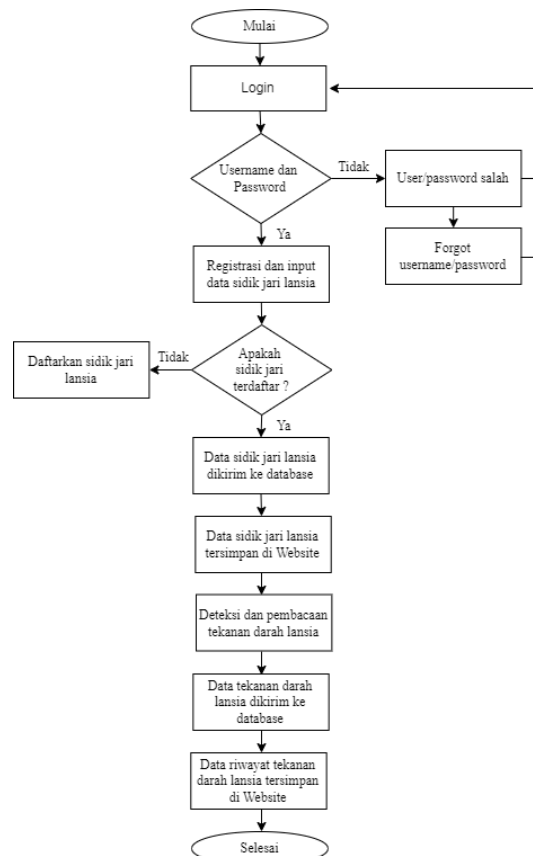 Mulai
Login
Username dan
Password
Tidak
User/password salah
Ya
Forgot
username/password
Registrasi dan input
data sidik jari lansia
Apakah
sidik jari
terdaftar ?
Tidak
Daftarkan sidik jari
lansia
Ya
Data sidik jari lansia
dikirim ke database
Data sidik jari lansia
tersimpan di Website
Deteksi dan pembacaan
tekanan darah lansia
Data tekanan darah
lansia dikirim ke
database
Data riwayat tekanan
darah lansia tersimpan
di Website
Selesai